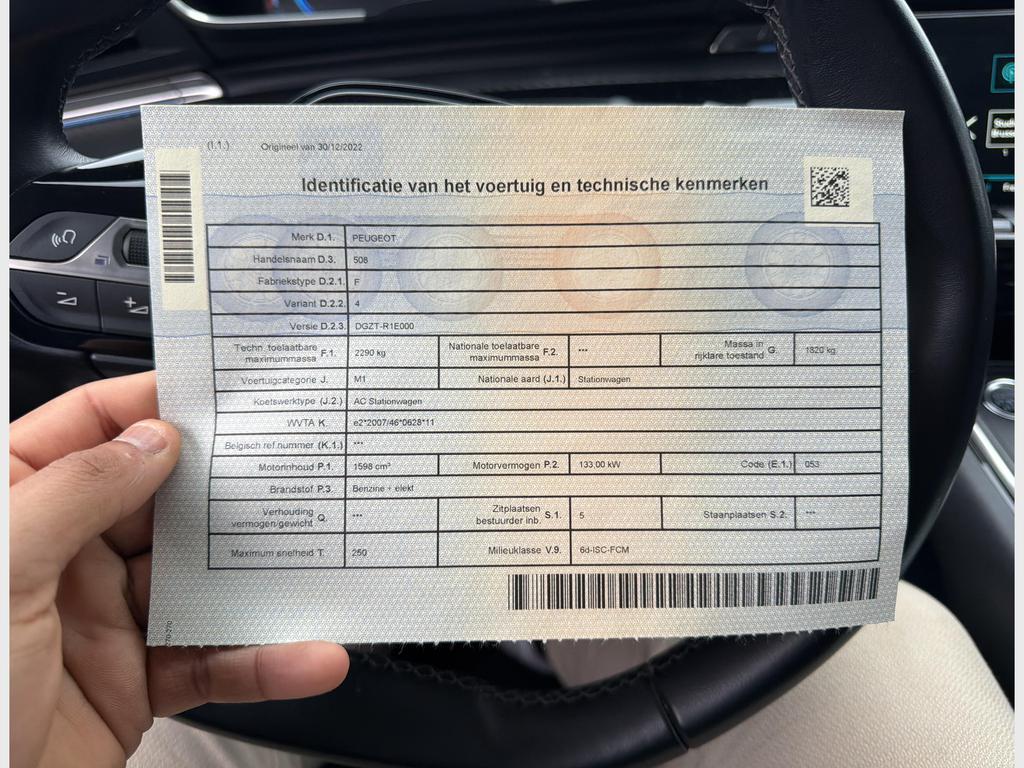 (I.1.) Origineel van 30/12/2022
Identificatie van het voertuig en technische kenmerken
Merk D.1. PEUGEOT
Handelsnaam D.3. 508
Fabriekstype D.2.1. F
Variant D.2.2. 4
Versie D.2.3. DGZT-R1E000
Techn. toelaatbare maximummassa F.1. 2290 kg Nationale toelaatbare maximummassa F.2. *** Massa in rijklare toestand G. 1820 kg
Voertuigcategorie J. M1 Nationale aard (J.1.) Stationwagen
Koetswerktype (J.2.) AC Stationwagen
WVTA K. e2*2007/46*0628*11
Belgisch ref.nummer (K.1.) ***
Motorinhoud P.1. 1598 cm³ Motorvermogen P.2. 133,00 kW Code (E.1.) 053
Brandstof P.3. Benzine + elekt
Verhouding vermogen/gewicht Q. *** Zitplaatsen bestuurder inb. S.1. 5 Staanplaatsen S.2. ***
Maximum snelheid T. 250 Milieuklasse V.9. 6d-ISC-FCM